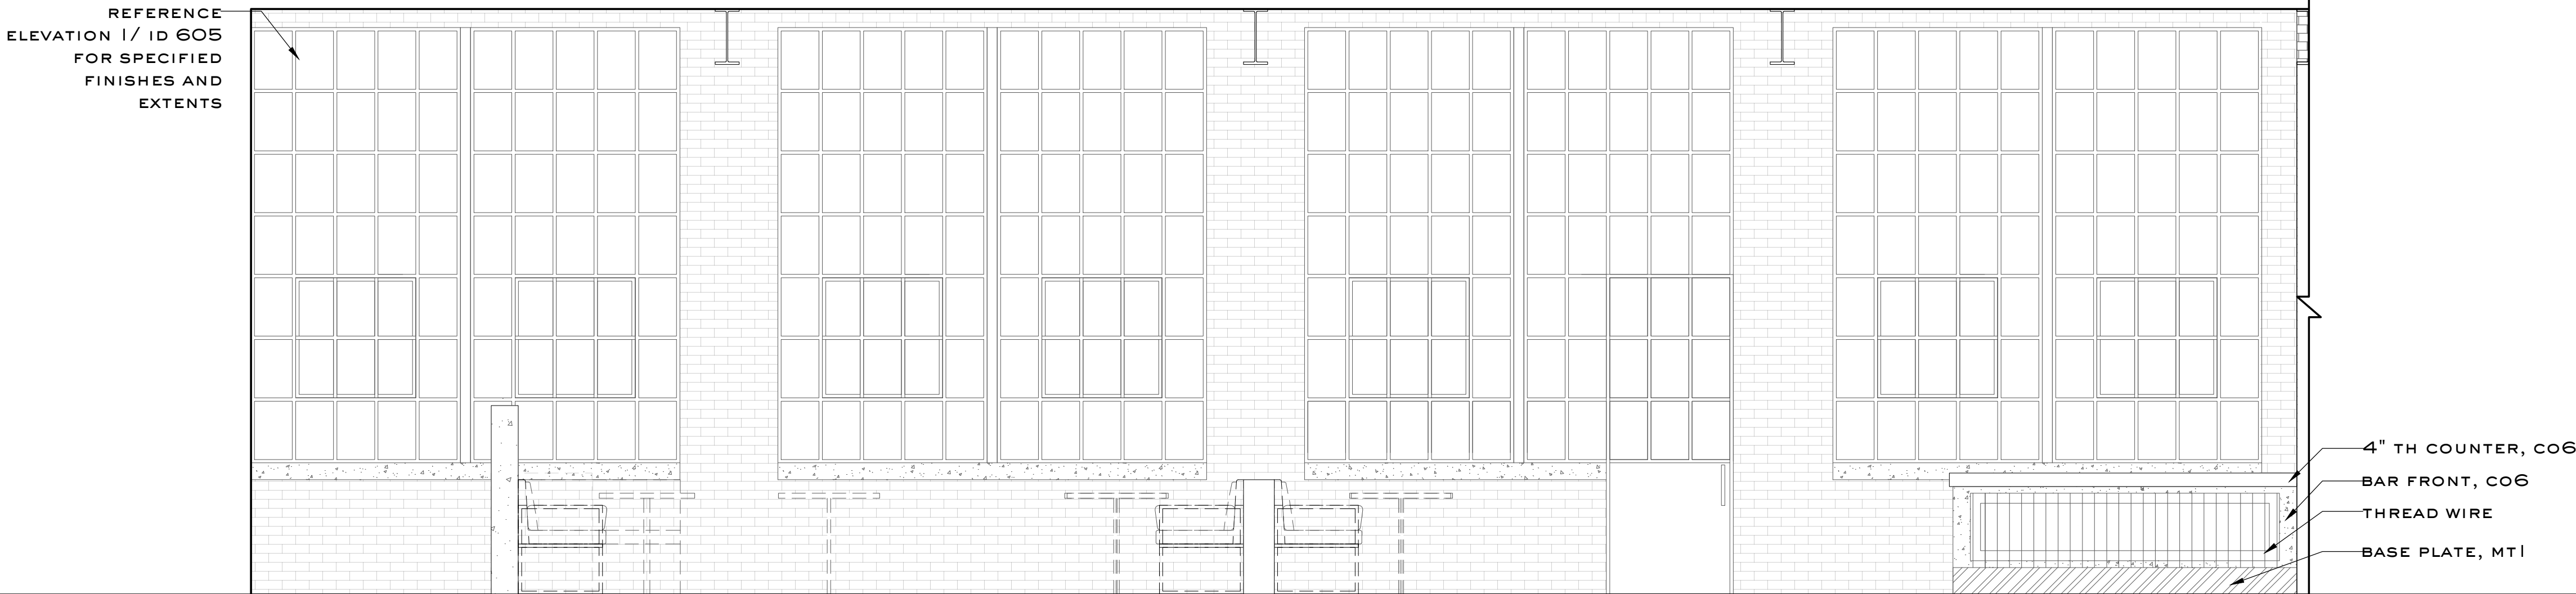 REFERENCE
ELEVATION 1/ ID 605
FOR SPECIFIED
FINISHES AND
EXTENTS
4" TH COUNTER, CO6
BAR FRONT, CO6
THREAD WIRE
BASE PLATE, MT1